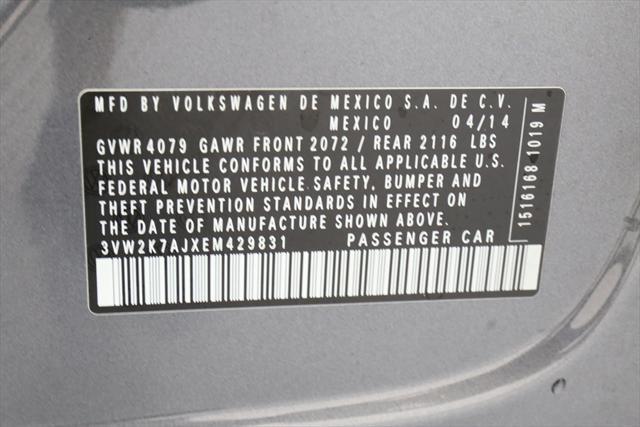 MFD BY VOLKSWAGEN DE MEXICO S.A. DE C.V.
MEXICO 04/14
GVWR 4079 GAWR FRONT 2072 / REAR 2116 LBS
THIS VEHICLE CONFORMS TO ALL APPLICABLE U.S.
FEDERAL MOTOR VEHICLE SAFETY, BUMPER AND
THEFT PREVENTION STANDARDS IN EFFECT ON
THE DATE OF MANUFACTURE SHOWN ABOVE.
3VW2K7AJXEM429831 PASSENGER CAR
1516168 1019 M